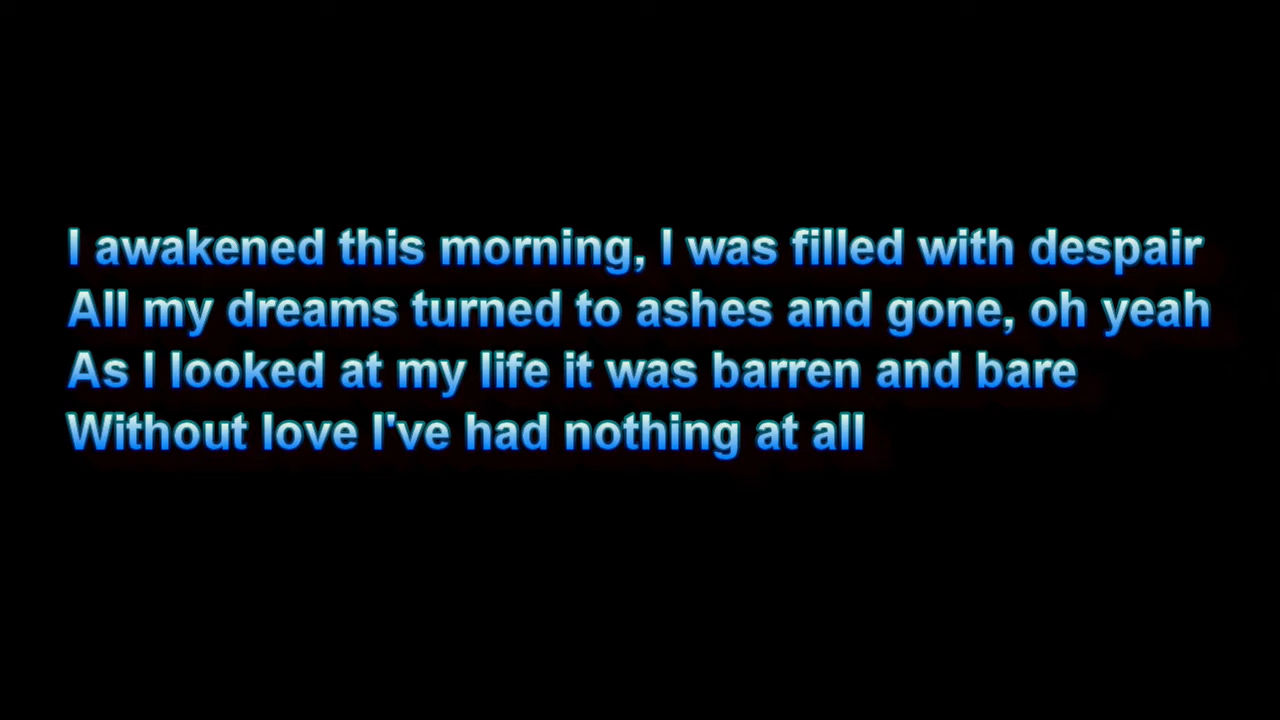 I awakened this morning, I was filled with despair
All my dreams turned to ashes and gone, oh yeah
As I looked at my life it was barren and bare
Without love I've had nothing at all